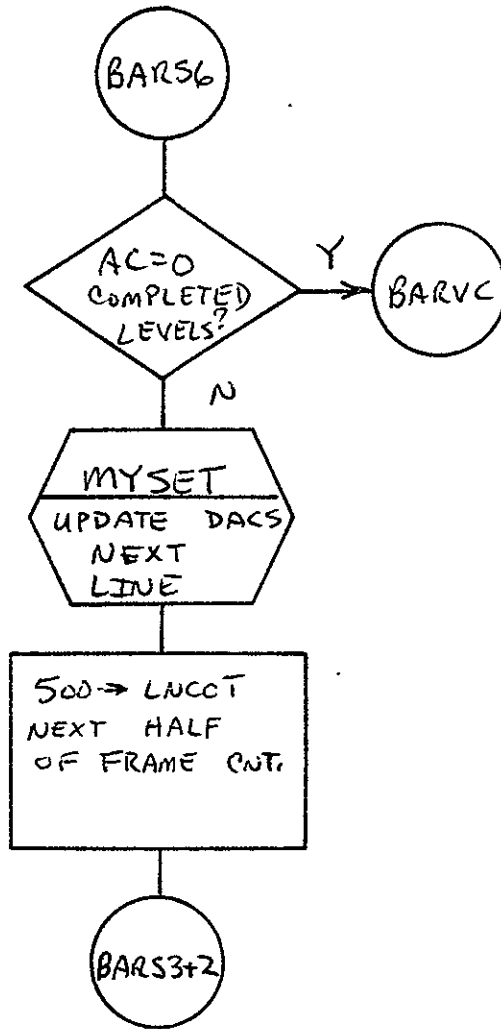 BARS6
AC=0
COMPLETED
LEVELS?
Y
BARVC
N
MYSET
UPDATE DACS
NEXT
LINE
500→ LNCCT
NEXT HALF
OF FRAME CNT.
BARS3+2